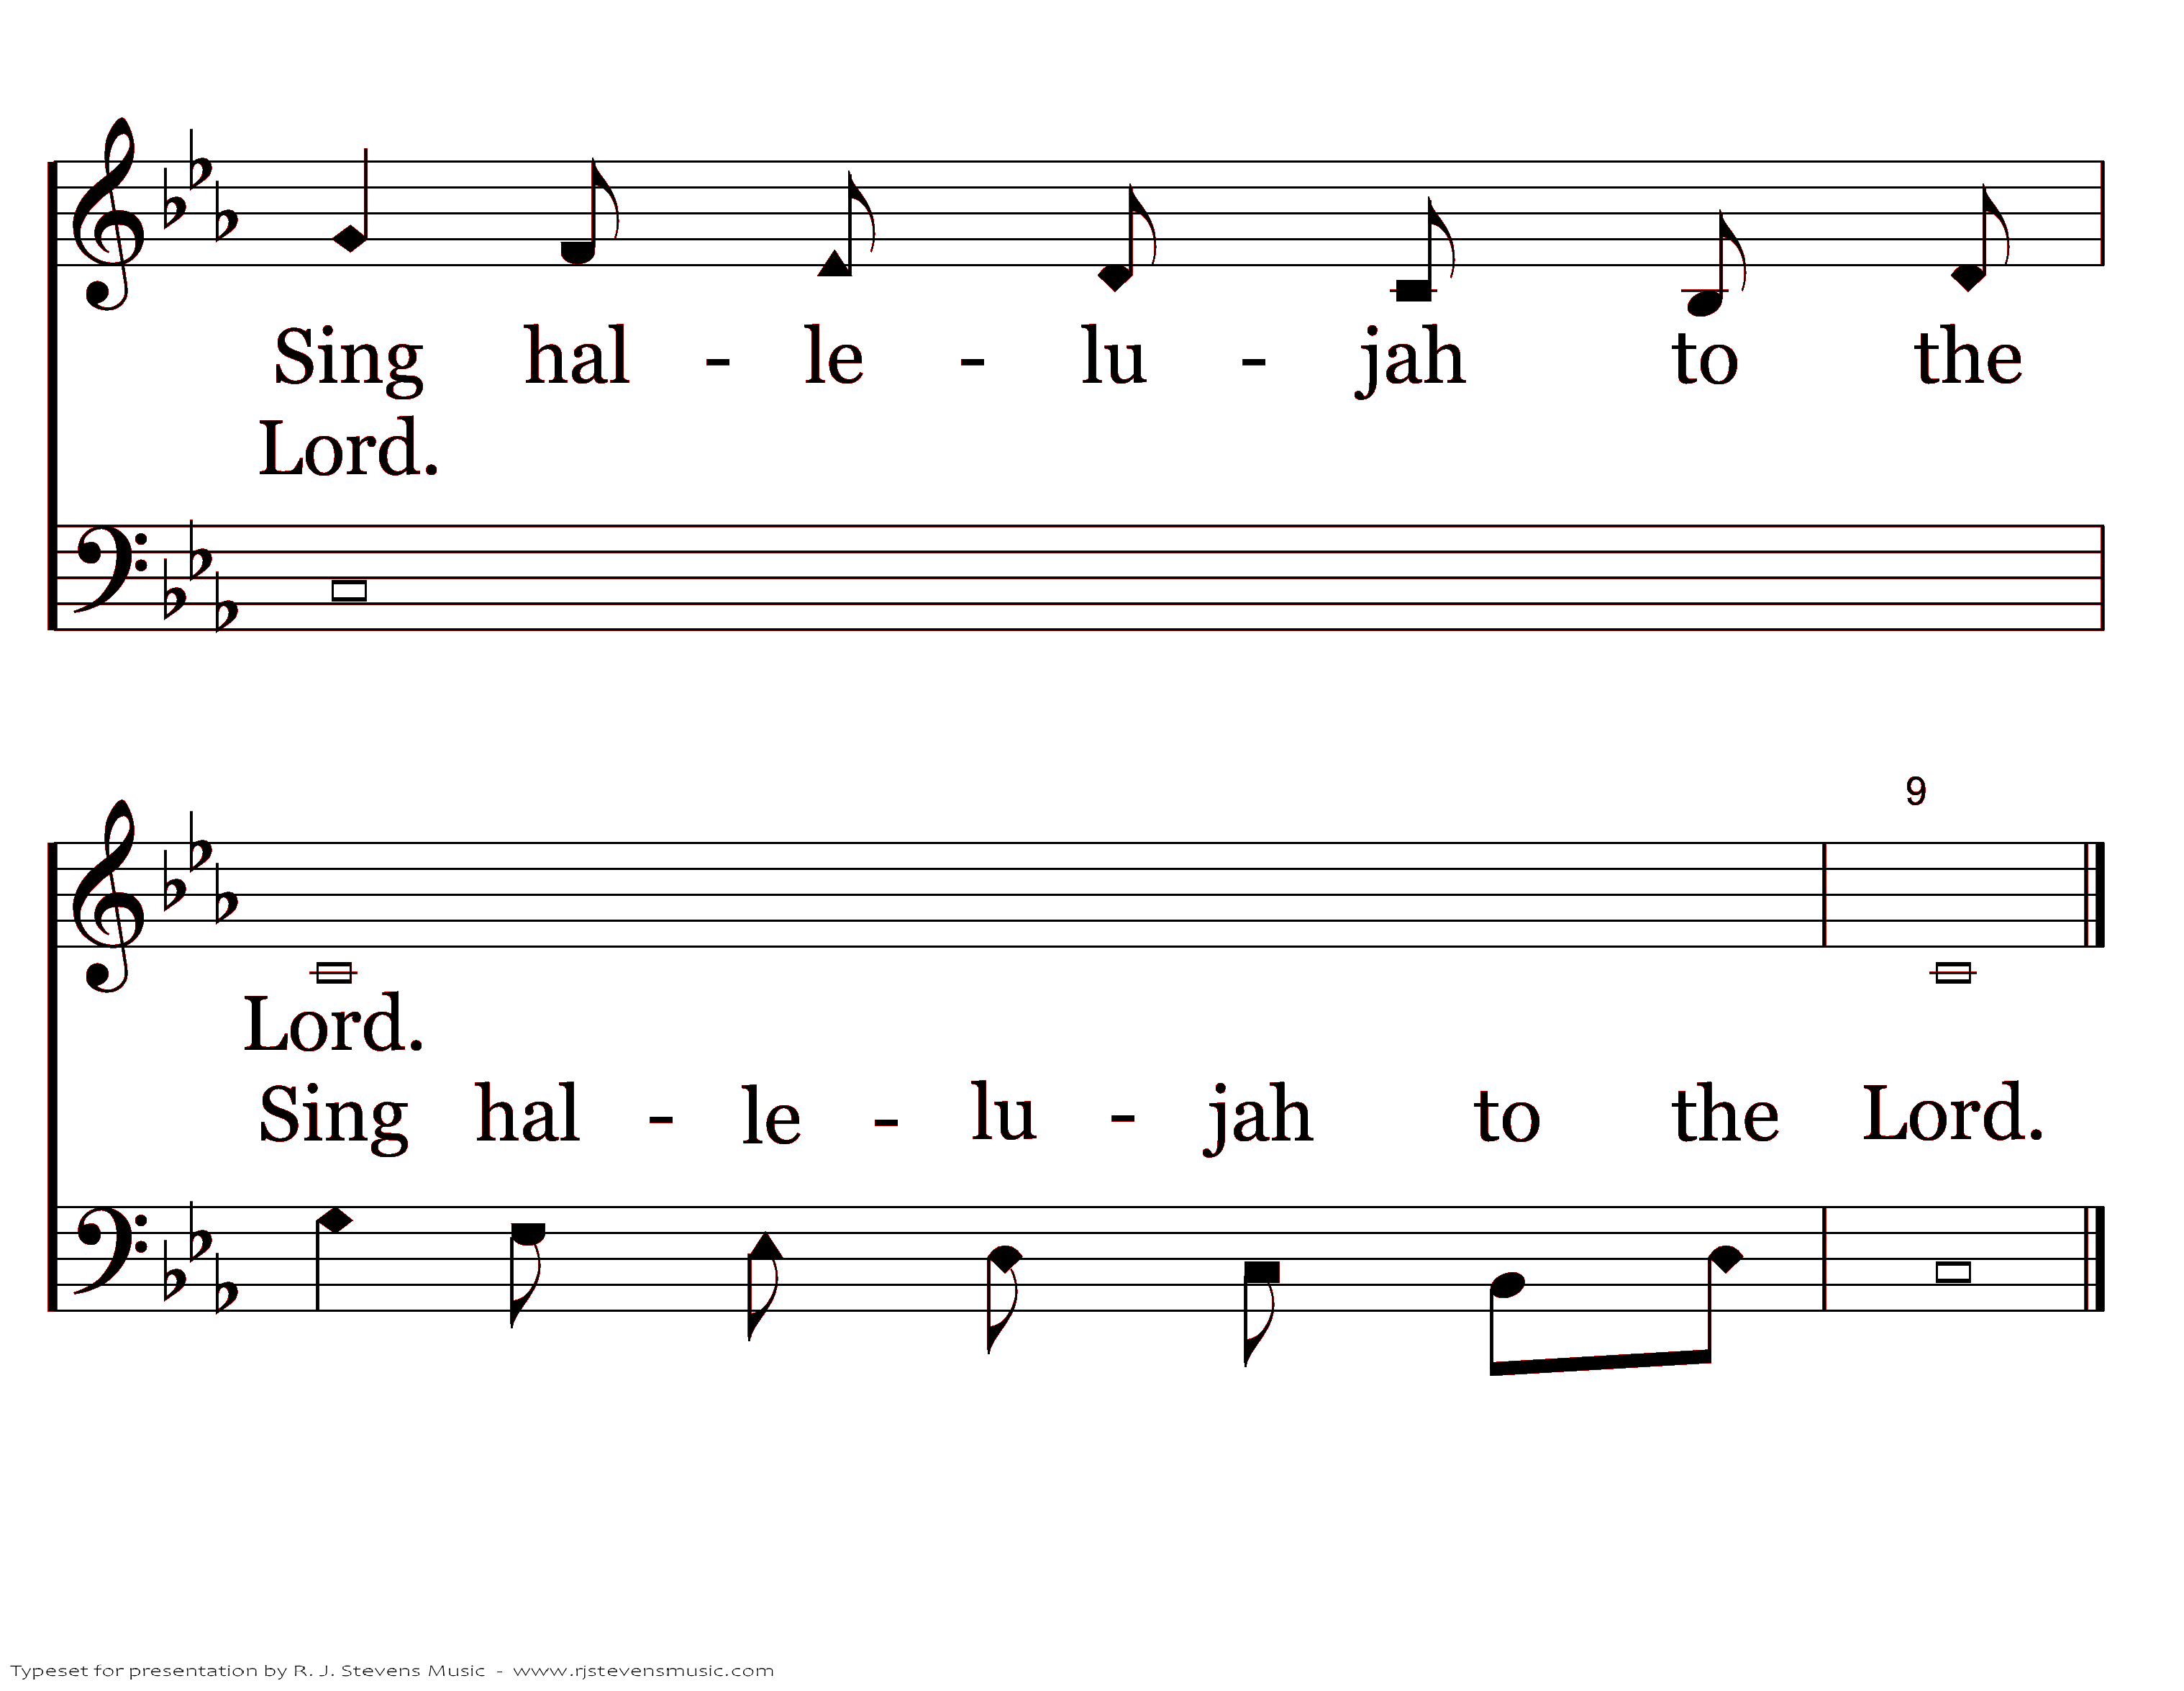 Sing hal - le - lu - jah to the
Lord.
9
Lord.
Sing hal - le - lu - jah to the Lord.
Typeset for presentation by R. J. Stevens Music - www.rjstevensmusic.com